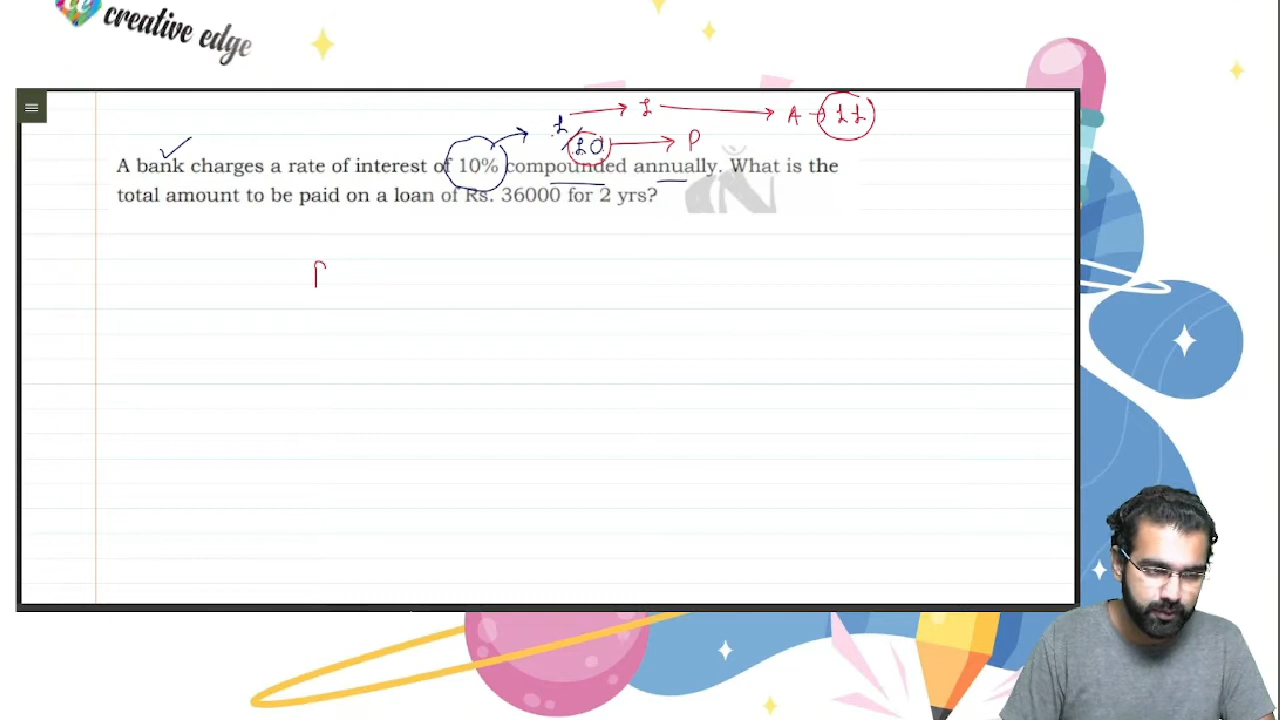 creative edge
1 → I → A → 11
10 → P
A bank charges a rate of interest of 10% compounded annually. What is the
total amount to be paid on a loan of Rs. 36000 for 2 yrs?